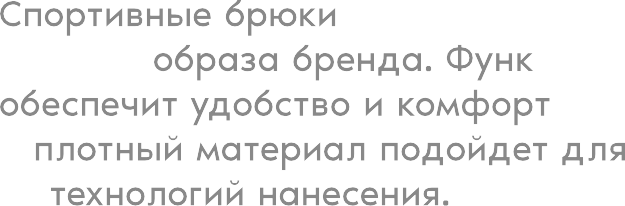 Спортивные брюки
образа бренда. Функ
обеспечит удобство и комфорт
плотный материал подойдет для
технологий нанесения.